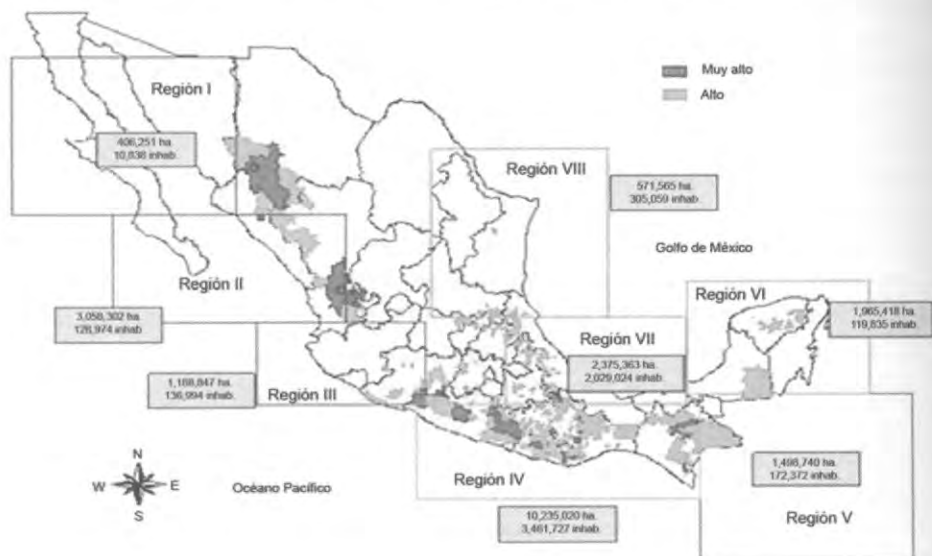 Región I
Muy alto
Alto
406,251 ha.
10,838 inhab.
Región VIII
571,565 ha.
305,059 inhab.
Golfo de México
Región II
Región VI
3,058,302 ha.
128,974 inhab.
1,965,418 ha.
119,835 inhab.
Región VII
2,375,363 ha.
2,029,024 inhab.
1,188,847 ha.
136,994 inhab.
Región III
N
W
E
S
Océano Pacífico
Región IV
1,498,740 ha.
172,372 inhab.
10,235,020 ha.
3,461,727 inhab.
Región V